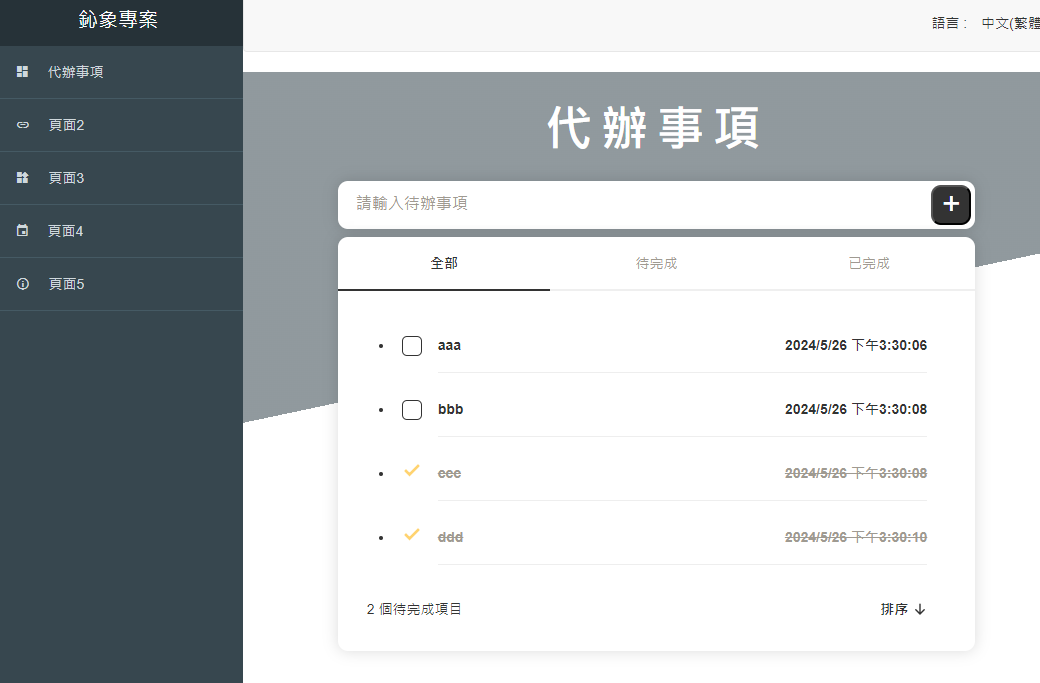 鈊象專案
語言： 中文(繁體
代辦事項
頁面2
頁面3
頁面4
頁面5
代辦事項
請輸入待辦事項
全部 待完成 已完成
aaa 2024/5/26 下午3:30:06
bbb 2024/5/26 下午3:30:08
ccc 2024/5/26 下午3:30:08
ddd 2024/5/26 下午3:30:10
2 個待完成項目 排序